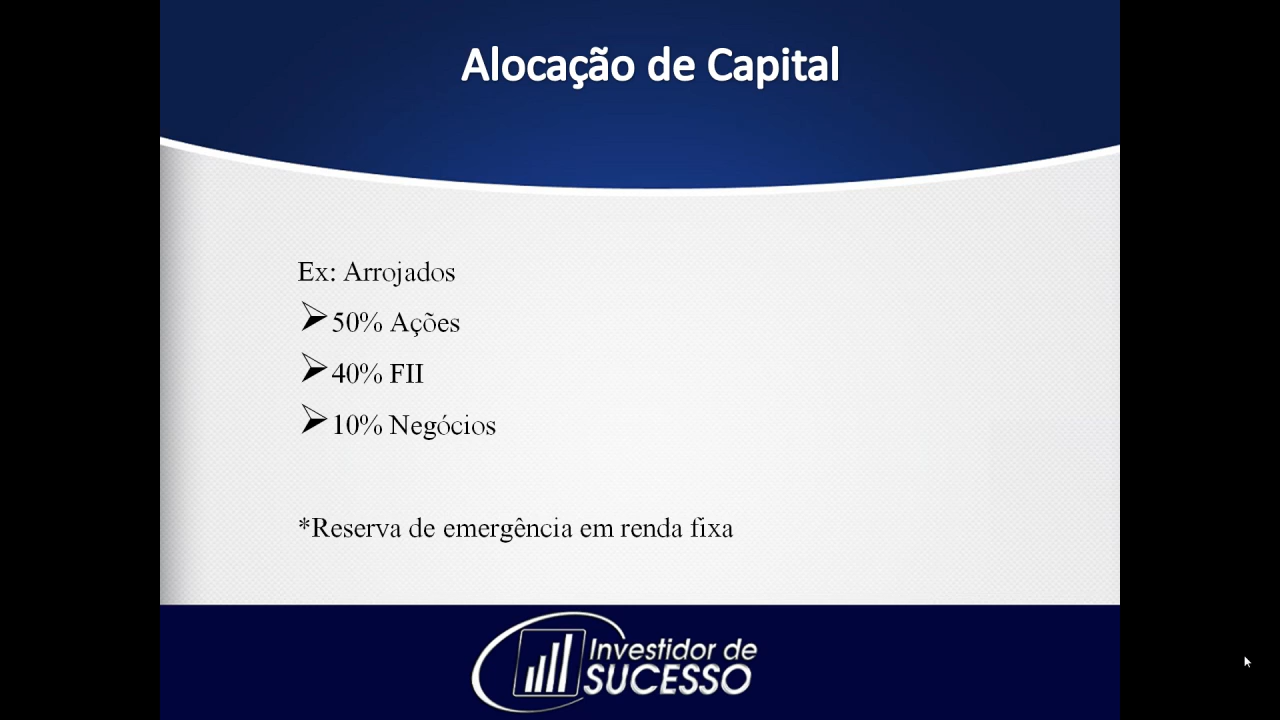 Alocação de Capital
Ex: Arrojados
50% Ações
40% FII
10% Negócios
*Reserva de emergência em renda fixa
Investidor de
SUCESSO